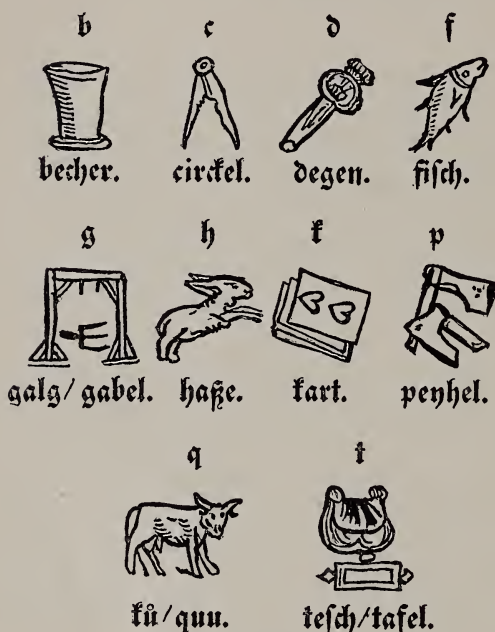 b c d f
becher. circkel. degen. fiſch.
g h k p
galg/ gabel. haße. kart. peyhel.
q t
ků/quu. teſch/tafel.